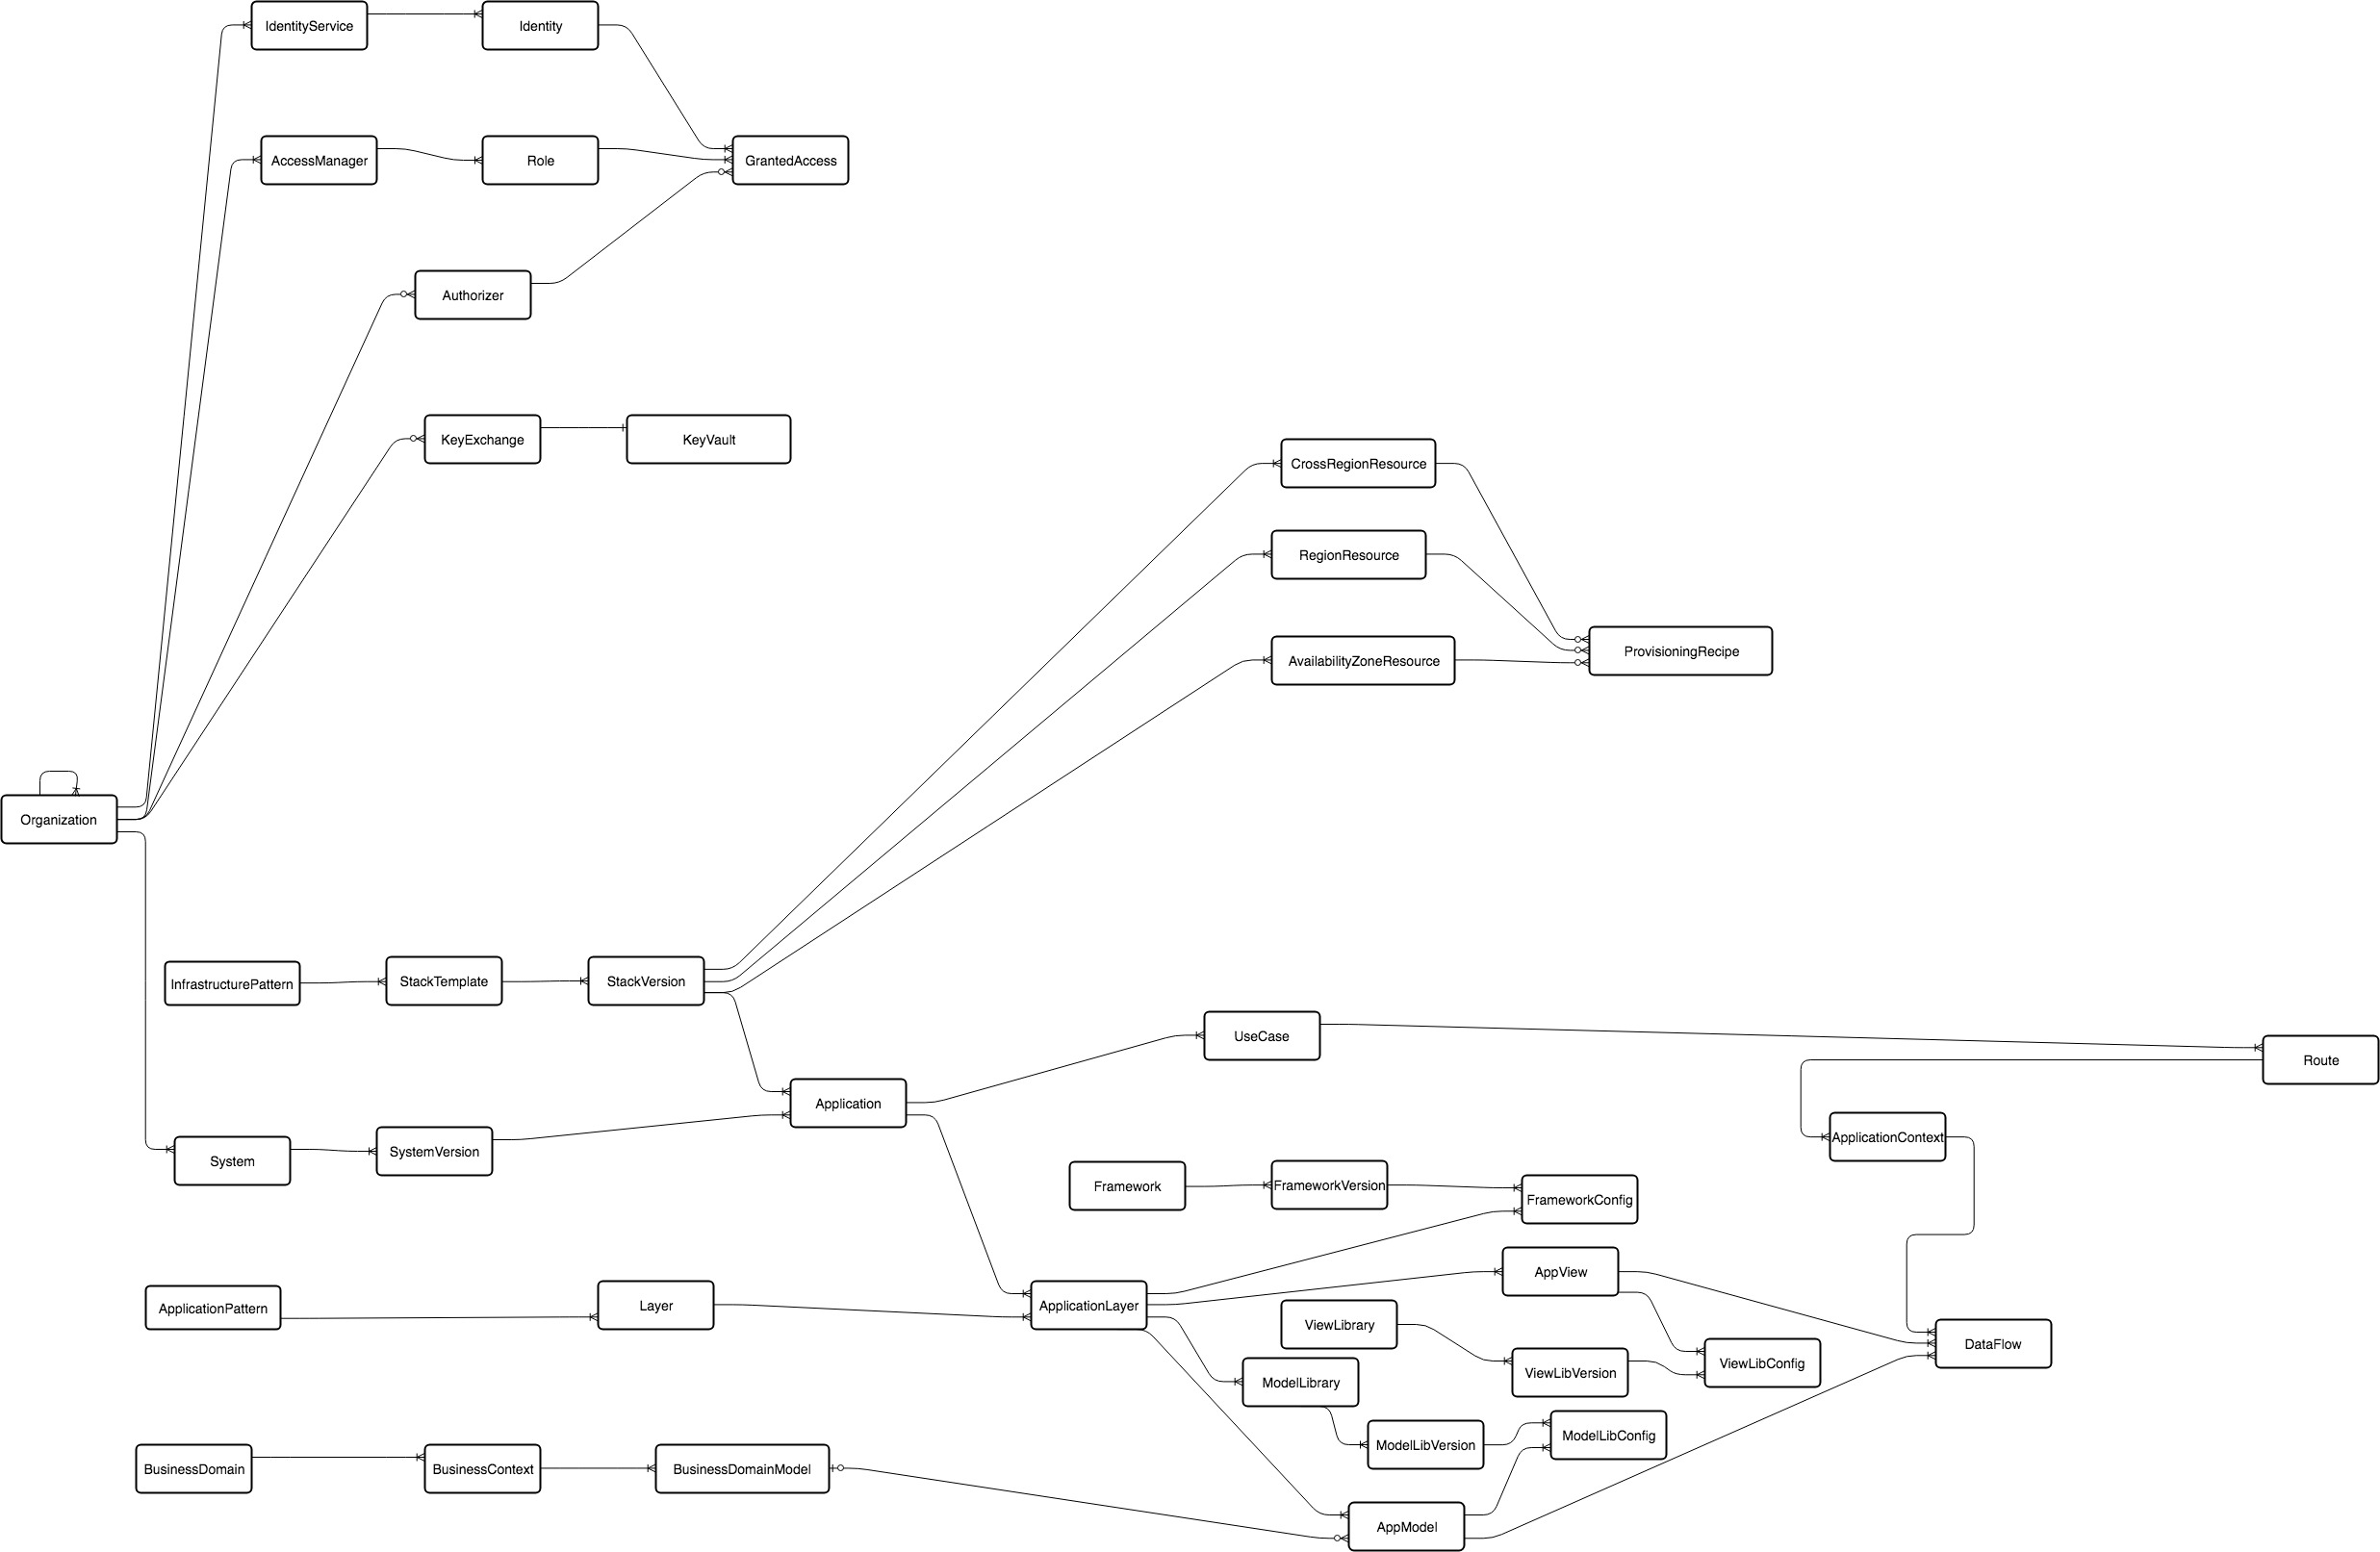 IdentityService
Identity
AccessManager
Role
GrantedAccess
Authorizer
KeyExchange
KeyVault
CrossRegionResource
RegionResource
AvailabilityZoneResource
ProvisioningRecipe
Organization
InfrastructurePattern
StackTemplate
StackVersion
UseCase
Route
Application
ApplicationContext
System
SystemVersion
Framework
FrameworkVersion
FrameworkConfig
AppView
ApplicationPattern
Layer
ApplicationLayer
ViewLibrary
DataFlow
ViewLibConfig
ViewLibVersion
ModelLibrary
ModelLibConfig
ModelLibVersion
BusinessDomain
BusinessContext
BusinessDomainModel
AppModel